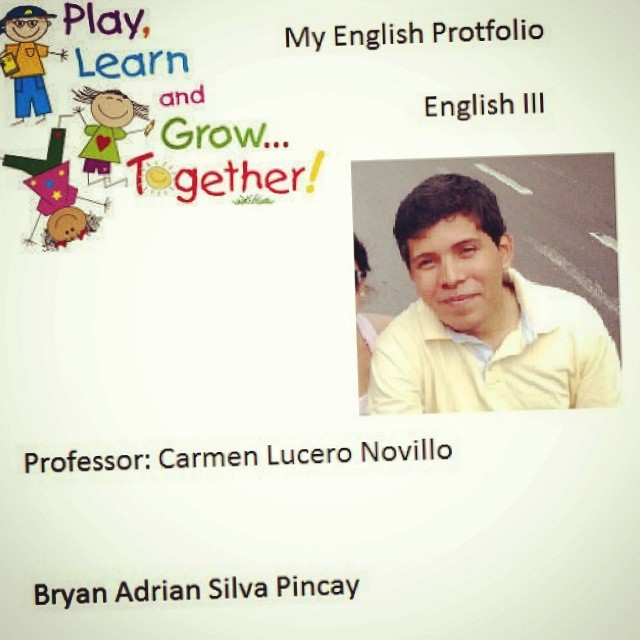 Play,
Learn
and
Grow...
Together!
My English Protfolio
English III
Professor: Carmen Lucero Novillo
Bryan Adrian Silva Pincay